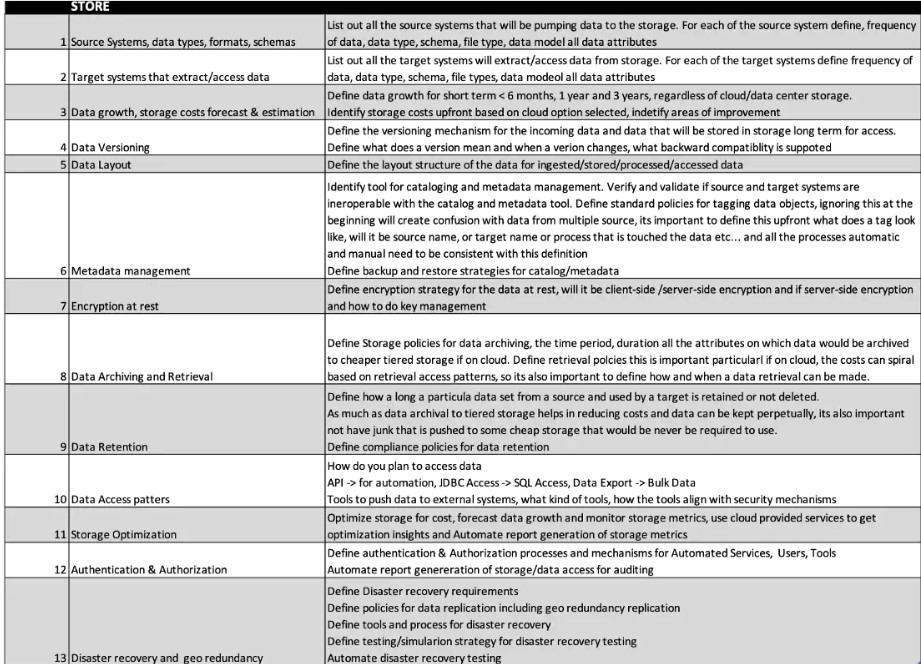 STORE
List out all the source systems that will be pumping data to the storage. For each of the source system define, frequency
1 Source Systems, data types, formats, schemas of data, data type, schema, file type, data model all data attributes
List out all the target systems will extract/access data from storage. For each of the target systems define frequency of
2 Target systems that extract/access data data, data type, schema, file types, data modeol all data attributes
Define data growth for short term < 6 months, 1 year and 3 years, regardless of cloud/data center storage.
3 Data growth, storage costs forecast & estimation Identify storage costs upfront based on cloud option selected, indetify areas of improvement
Define the versioning mechanism for the incoming data and data that will be stored in storage long term for access.
4 Data Versioning Define what does a version mean and when a verion changes, what backward compatiblity is suppoted
5 Data Layout Define the layout structure of the data for ingested/stored/processed/accessed data
Identify tool for cataloging and metadata management. Verify and validate if source and target systems are
ineroperable with the catalog and metadata tool. Define standard policies for tagging data objects, ignoring this at the
beginning will create confusion with data from multiple source, its important to define this upfront what does a tag look
like, will it be source name, or target name or process that is touched the data etc... and all the processes automatic
and manual need to be consistent with this definition
6 Metadata management Define backup and restore strategies for catalog/metadata
Define encryption strategy for the data at rest, will it be client-side /server-side encryption and if server-side encryption
7 Encryption at rest and how to do key management
Define Storage policies for data archiving, the time period, duration all the attributes on which data would be archived
to cheaper tiered storage if on cloud. Define retrieval polcies this is important particularl if on cloud, the costs can spiral
8 Data Archiving and Retrieval based on retrieval access patterns, so its also important to define how and when a data retrieval can be made.
Define how a long a particula data set from a source and used by a target is retained or not deleted.
As much as data archival to tiered storage helps in reducing costs and data can be kept perpetually, its also important
not have junk that is pushed to some cheap storage that would be never be required to use.
9 Data Retention Define compliance policies for data retention
How do you plan to access data
API -> for automation, JDBC Access -> SQL Access, Data Export -> Bulk Data
10 Data Access patters Tools to push data to external systems, what kind of tools, how the tools align with security mechanisms
Optimize storage for cost, forecast data growth and monitor storage metrics, use cloud provided services to get
11 Storage Optimization optimization insights and Automate report generation of storage metrics
Define authentication & Authorization processes and mechanisms for Automated Services, Users, Tools
12 Authentication & Authorization Automate report genereration of storage/data access for auditing
Define Disaster recovery requirements
Define policies for data replication including geo redundancy replication
Define tools and process for disaster recovery
Define testing/simularion strategy for disaster recovery testing
13 Disaster recovery and geo redundancy Automate disaster recovery testing